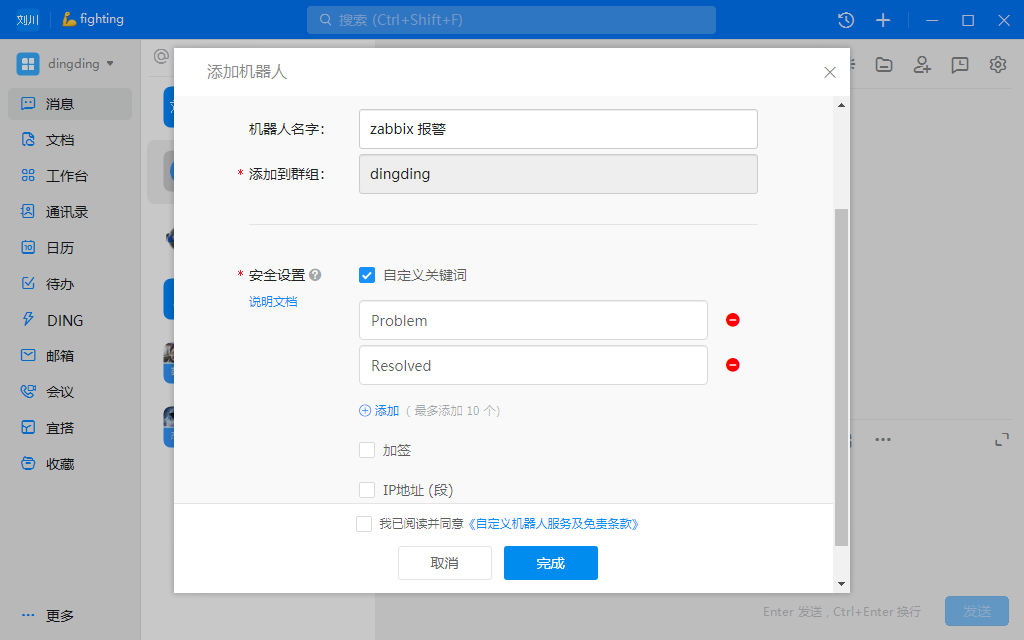 刘川
fighting
搜索 (Ctrl+Shift+F)
dingding
消息
文档
工作台
通讯录
日历
待办
DING
邮箱
会议
宜搭
收藏
更多
添加机器人
机器人名字：
zabbix 报警
* 添加到群组：
dingding
* 安全设置
说明文档
自定义关键词
Problem
Resolved
添加（ 最多添加 10 个）
加签
IP地址 (段)
我已阅读并同意《自定义机器人服务及免责条款》
取消
完成
Enter 发送 , Ctrl+Enter 换行
发送